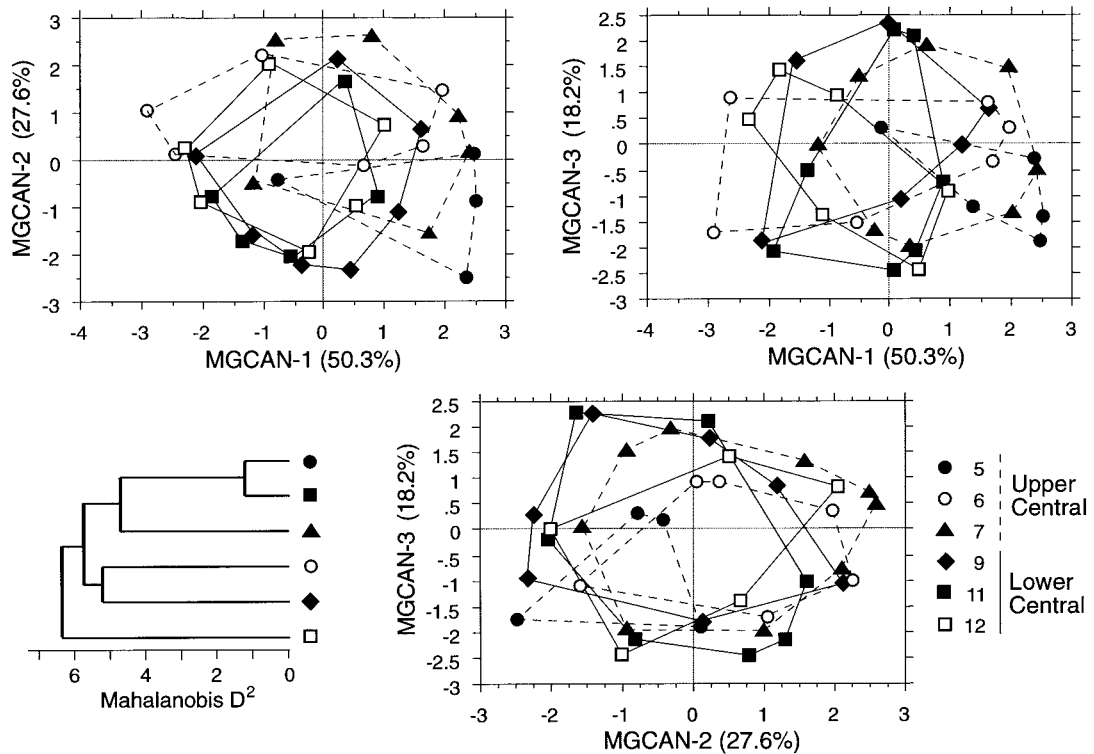 3
2
1
0
-1
-2
-3
MGCAN-2 (27.6%)
-4 -3 -2 -1 0 1 2 3
MGCAN-1 (50.3%)
2.5
2
1.5
1
.5
0
-.5
-1
-1.5
-2
-2.5
-3
MGCAN-3 (18.2%)
-4 -3 -2 -1 0 1 2 3
MGCAN-1 (50.3%)
6 4 2 0
Mahalanobis D²
2.5
2
1.5
1
.5
0
-.5
-1
-1.5
-2
-2.5
-3
MGCAN-3 (18.2%)
-3 -2 -1 0 1 2 3
MGCAN-2 (27.6%)
5
6
7
Upper
Central
9
11
12
Lower
Central